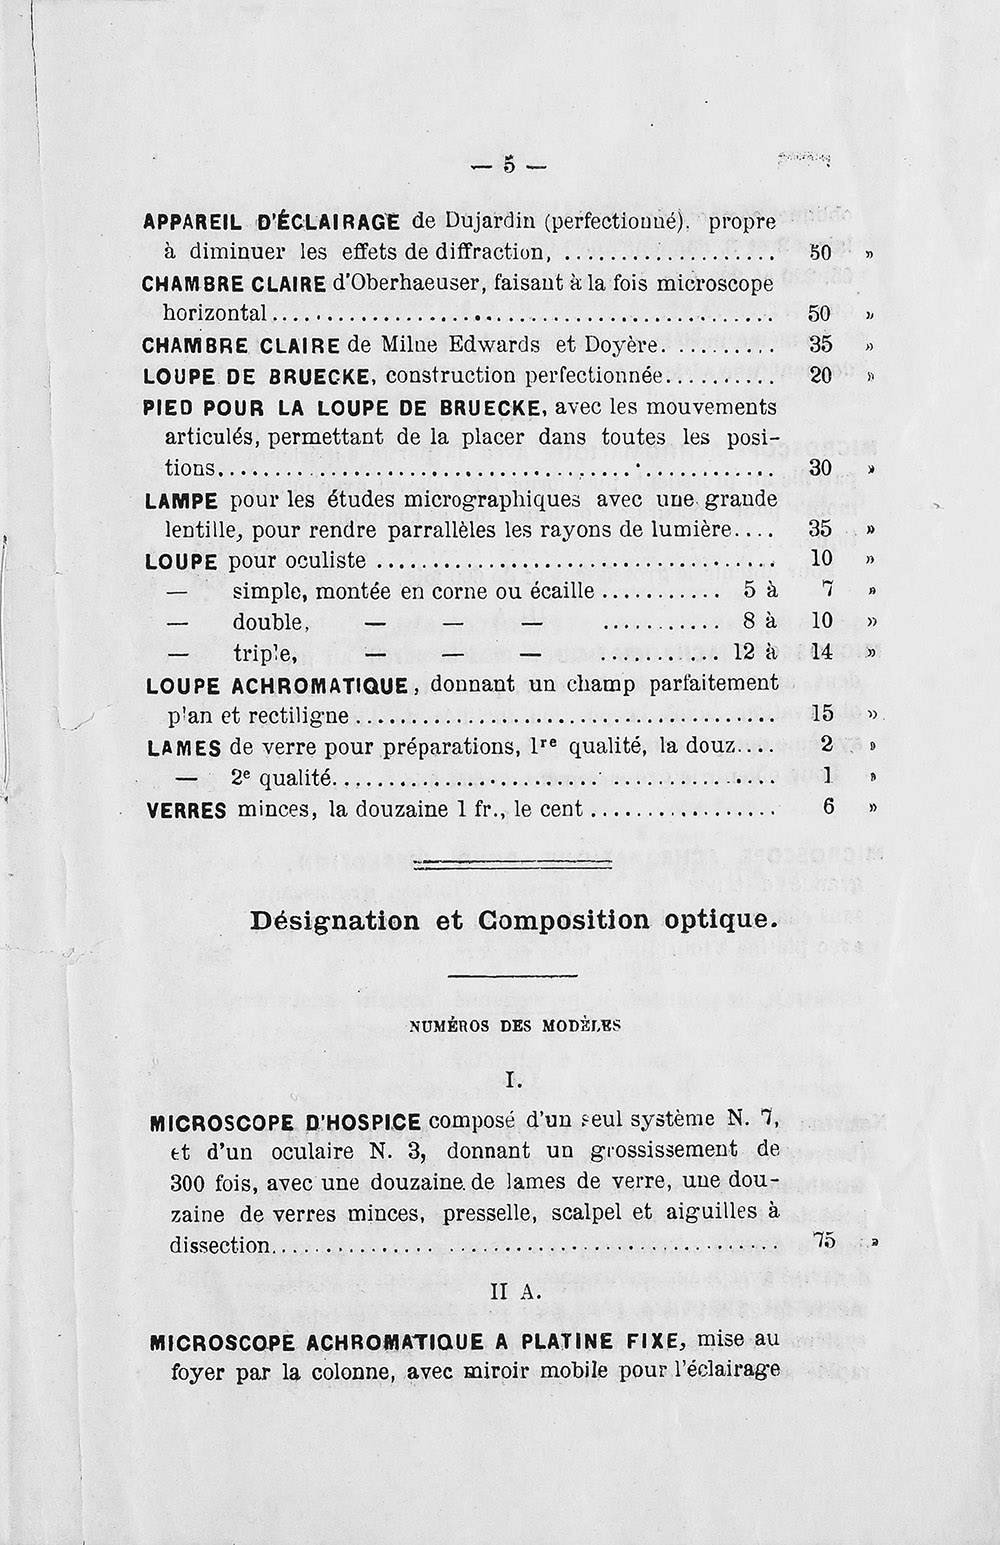 — 5 —
APPAREIL D'ÉCLAIRAGE de Dujardin (perfectionné). propre
à diminuer les effets de diffraction, .................... 50 »
CHAMBRE CLAIRE d'Oberhaeuser, faisant à la fois microscope
horizontal........................................ 50 »
CHAMBRE CLAIRE de Milne Edwards et Doyère........... 35 »
LOUPE DE BRUECKE, construction perfectionnée........... 20 »
PIED POUR LA LOUPE DE BRUECKE, avec les mouvements
articulés, permettant de la placer dans toutes les posi-
tions............................................ 30 »
LAMPE pour les études micrographiques avec une grande
lentille, pour rendre parrallèles les rayons de lumière.... 35 »
LOUPE pour oculiste ................................ 10 »
— simple, montée en corne ou écaille ........... 5 à 7 »
— double, — — — ........... 8 à 10 »
— triple, — — ........... 12 à 14 »
LOUPE ACHROMATIQUE, donnant un champ parfaitement
plan et rectiligne.................................. 15 »
LAMES de verre pour préparations, 1re qualité, la douz.... 2 »
— 2e qualité.................................... 1 »
VERRES minces, la douzaine 1 fr., le cent................. 6 »
Désignation et Composition optique.
NUMÉROS DES MODÈLES
I.
MICROSCOPE D'HOSPICE composé d'un seul système N. 7,
et d'un oculaire N. 3, donnant un grossissement de
300 fois, avec une douzaine de lames de verre, une dou-
zaine de verres minces, presselle, scalpel et aiguilles à
dissection........................................ 75 »
II A.
MICROSCOPE ACHROMATIQUE A PLATINE FIXE, mise au
foyer par la colonne, avec miroir mobile pour l'éclairage